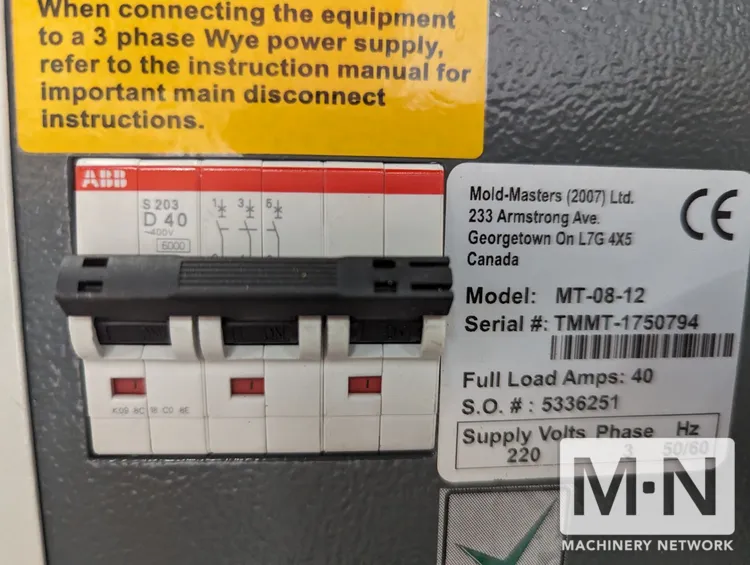 When connecting the equipment
to a 3 phase Wye power supply,
refer to the instruction manual for
important main disconnect
instructions.
ABB
S 203
D 40
~400V
6000
1 3 5
I I I
Mold-Masters (2007) Ltd.
233 Armstrong Ave.
Georgetown On L7G 4X5
Canada
CE
Model: MT-08-12
Serial #: TMMT-1750794
Full Load Amps: 40
S.O. # : 5336251
Supply Volts Phase Hz
220 3 50/60
M·N
MACHINERY NETWORK